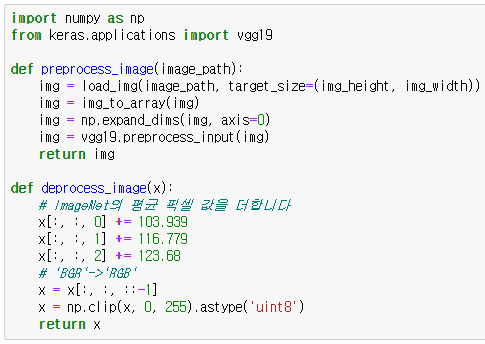 import numpy as np
from keras.applications import vgg19

def preprocess_image(image_path):
    img = load_img(image_path, target_size=(img_height, img_width))
    img = img_to_array(img)
    img = np.expand_dims(img, axis=0)
    img = vgg19.preprocess_input(img)
    return img

def deprocess_image(x):
    # ImageNet의 평균 픽셀 값을 더합니다
    x[:, :, 0] += 103.939
    x[:, :, 1] += 116.779
    x[:, :, 2] += 123.68
    # 'BGR'->'RGB'
    x = x[:, :, ::-1]
    x = np.clip(x, 0, 255).astype('uint8')
    return x